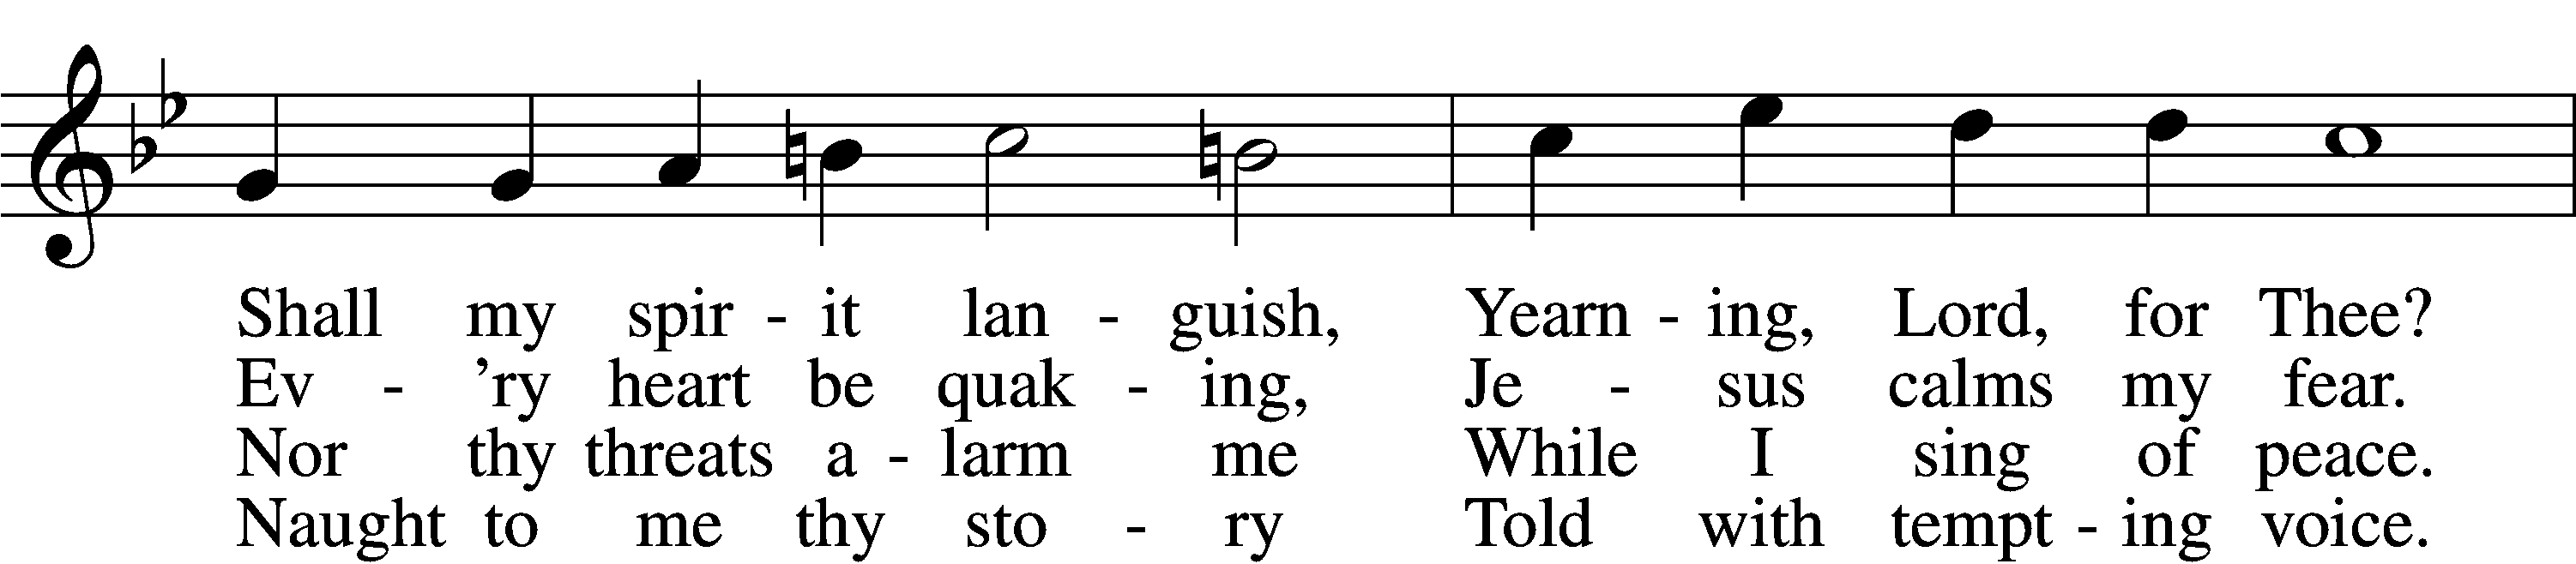 Shall my spir - it lan - guish, Yearn - ing, Lord, for Thee?
Ev - ’ry heart be quak - ing, Je - sus calms my fear.
Nor thy threats a - larm me While I sing of peace.
Naught to me thy sto - ry Told with tempt - ing voice.